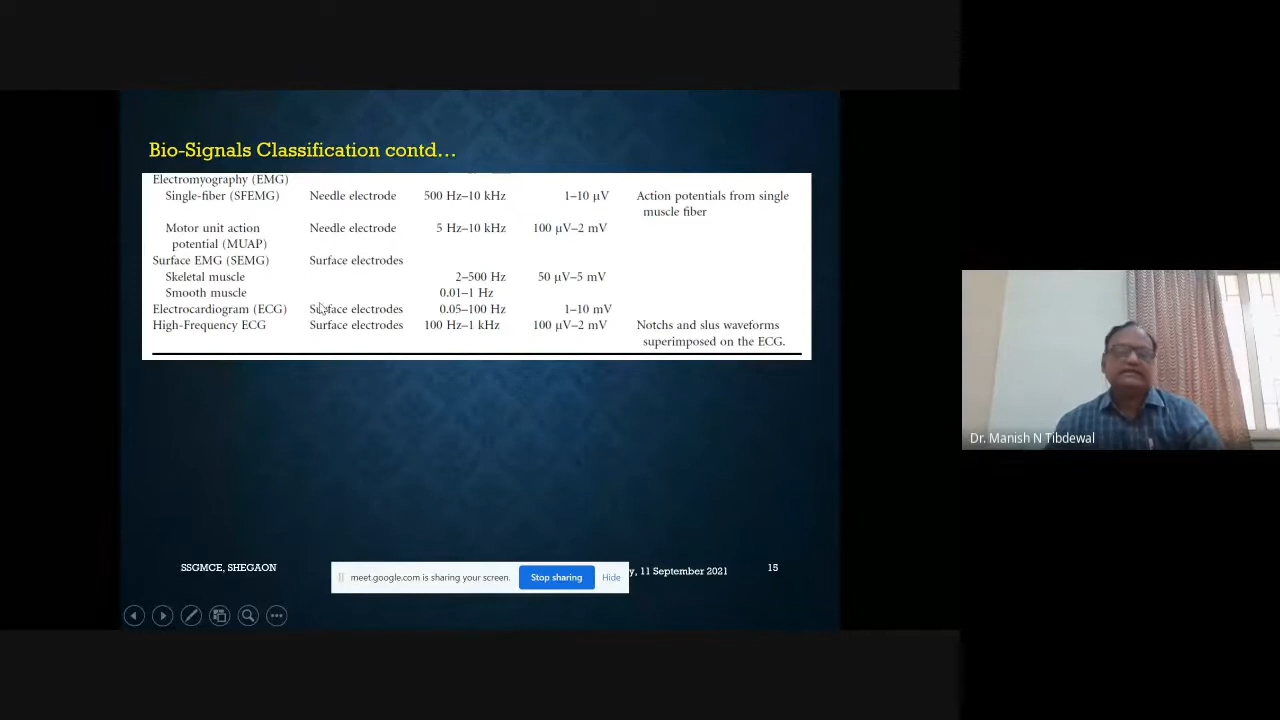 Bio-Signals Classification contd...
Electromyography (EMG)
Single-fiber (SFEMG) Needle electrode 500 Hz–10 kHz 1–10 μV Action potentials from single
muscle fiber
Motor unit action Needle electrode 5 Hz–10 kHz 100 μV–2 mV
potential (MUAP)
Surface EMG (SEMG) Surface electrodes
Skeletal muscle 2–500 Hz 50 μV–5 mV
Smooth muscle 0.01–1 Hz
Electrocardiogram (ECG) Surface electrodes 0.05–100 Hz 1–10 mV
High-Frequency ECG Surface electrodes 100 Hz–1 kHz 100 μV–2 mV Notchs and slus waveforms
superimposed on the ECG.
Dr. Manish N Tibdewal
SSGMCE, SHEGAON y, 11 September 2021 15
meet.google.com is sharing your screen. Stop sharing Hide